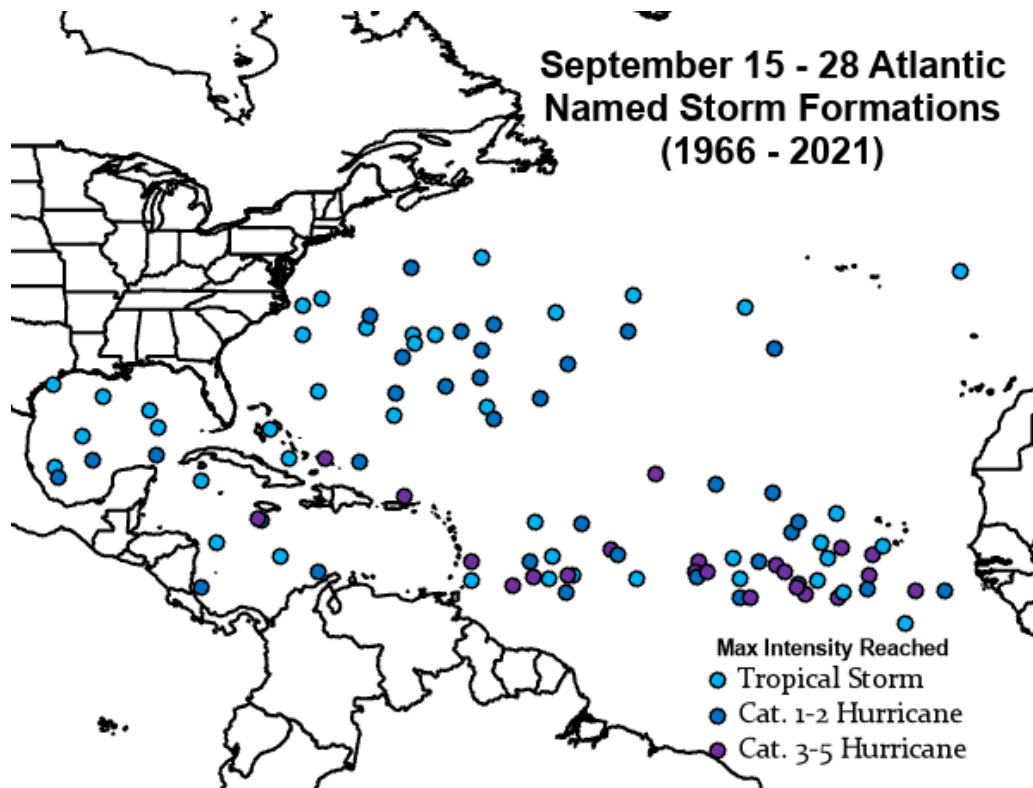 September 15 - 28 Atlantic
Named Storm Formations
(1966 - 2021)
Max Intensity Reached
Tropical Storm
Cat. 1-2 Hurricane
Cat. 3-5 Hurricane